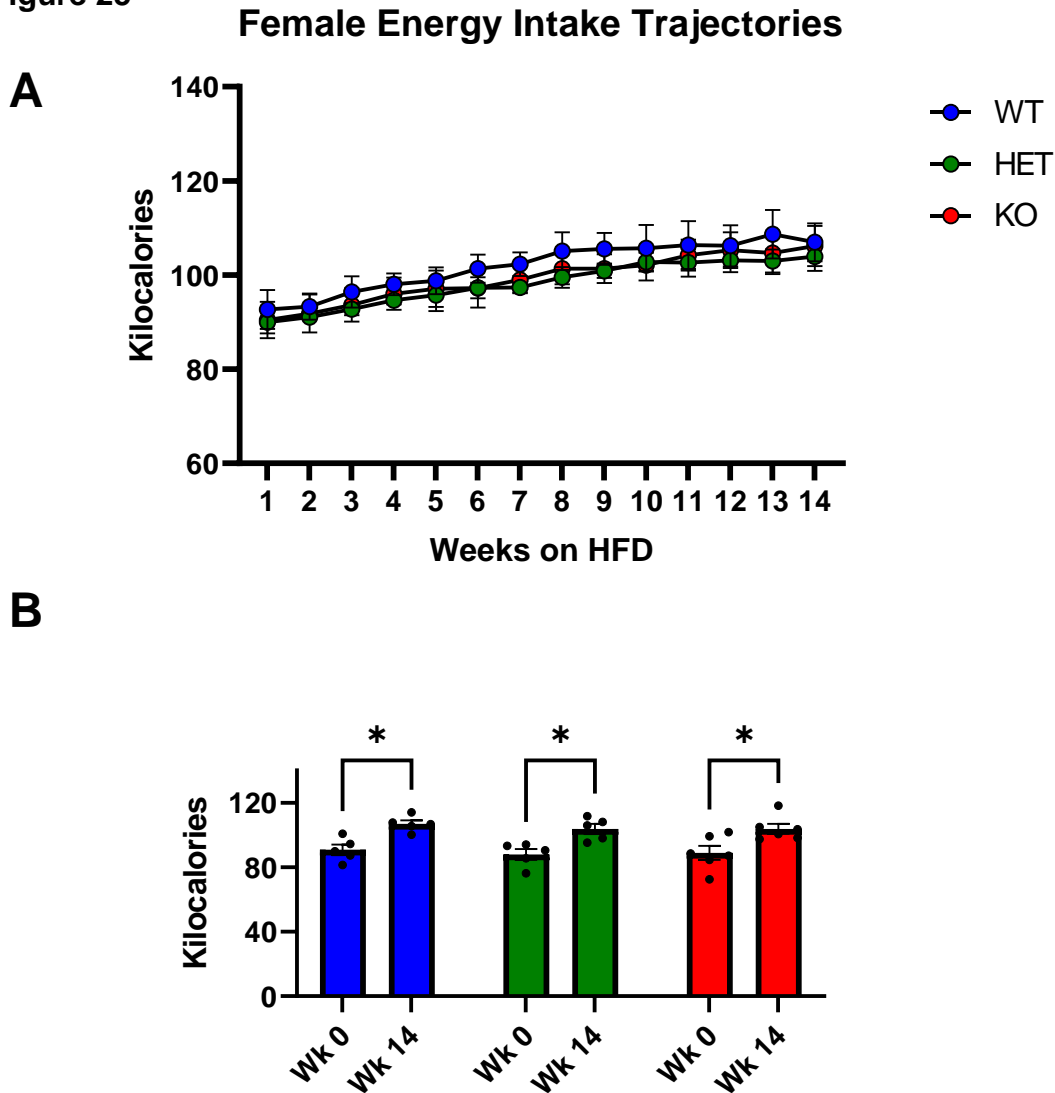 Female Energy Intake Trajectories
A
140
120
100
80
60
Kilocalories
1 2 3 4 5 6 7 8 9 10 11 12 13 14
Weeks on HFD
WT
HET
KO
B
* * *
120
80
40
0
Kilocalories
Wk 0 Wk 14 Wk 0 Wk 14 Wk 0 Wk 14